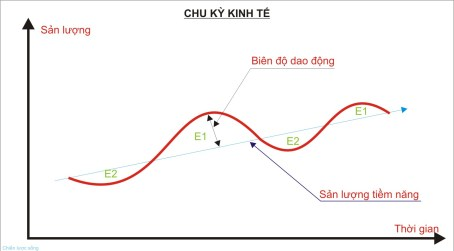 CHU KỲ KINH TẾ
Sản lượng
Biên độ dao động
E1
E1
E2
E2
Sản lượng tiềm năng
Thời gian